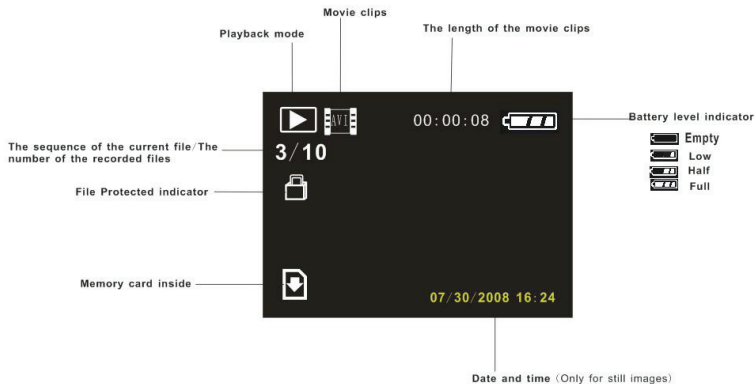 Movie clips
Playback mode
The length of the movie clips
AVI
00:00:08
Battery level indicator
Empty
Low
Half
Full
The sequence of the current file/The
number of the recorded files
3/10
File Protected indicator
Memory card inside
07/30/2008 16:24
Date and time (Only for still images)